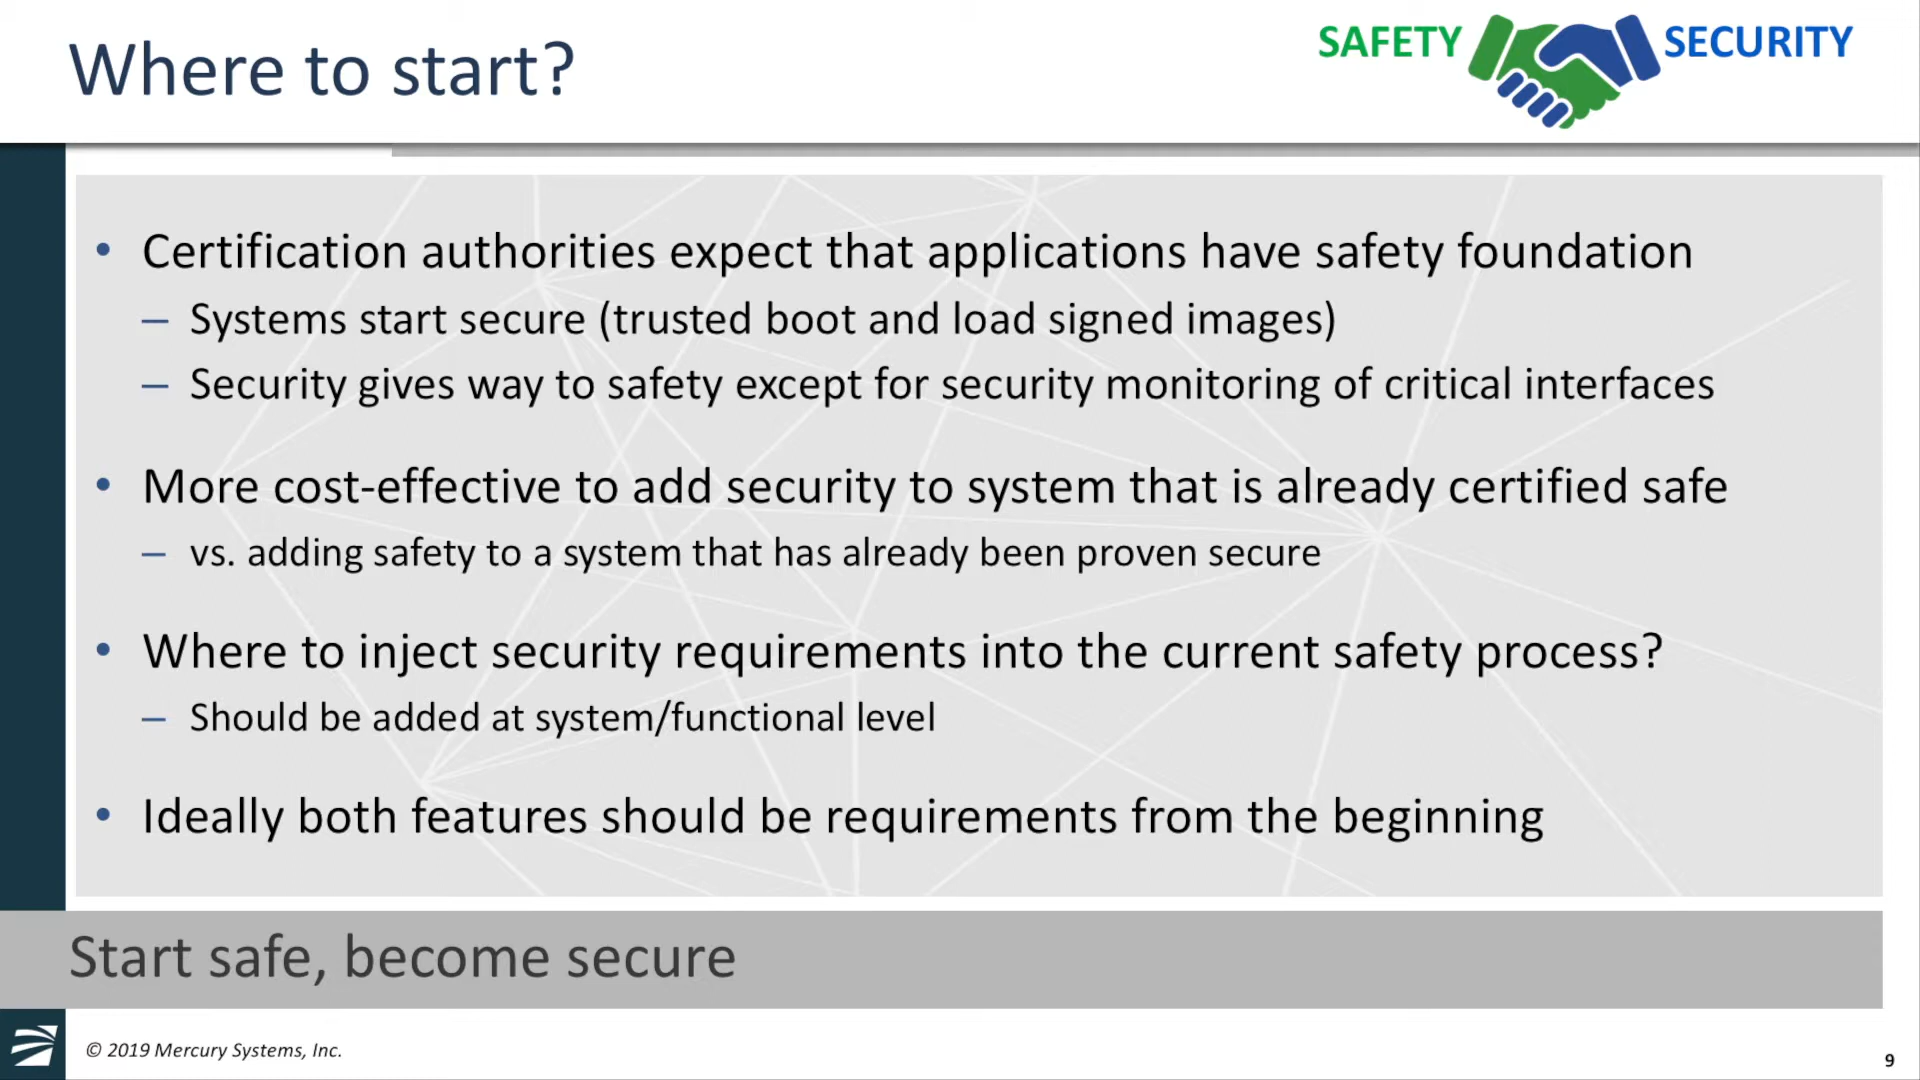 Where to start?
SAFETY SECURITY
• Certification authorities expect that applications have safety foundation
– Systems start secure (trusted boot and load signed images)
– Security gives way to safety except for security monitoring of critical interfaces
• More cost-effective to add security to system that is already certified safe
– vs. adding safety to a system that has already been proven secure
• Where to inject security requirements into the current safety process?
– Should be added at system/functional level
• Ideally both features should be requirements from the beginning
Start safe, become secure
© 2019 Mercury Systems, Inc.
9